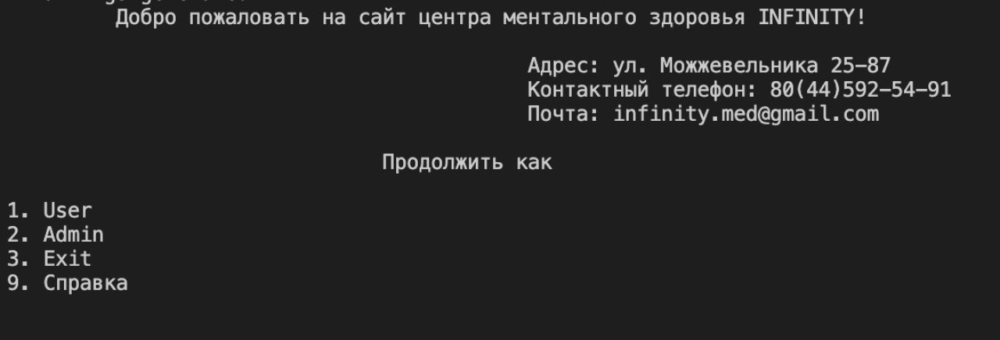 Добро пожаловать на сайт центра ментального здоровья INFINITY!
Адрес: ул. Можжевельника 25-87
Контактный телефон: 80(44)592-54-91
Почта: infinity.med@gmail.com
Продолжить как
1. User
2. Admin
3. Exit
9. Справка